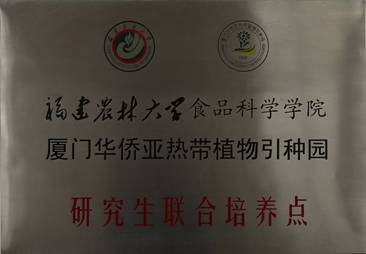 福建农林大学食品科学学院
厦门华侨亚热带植物引种园
研究生联合培养点